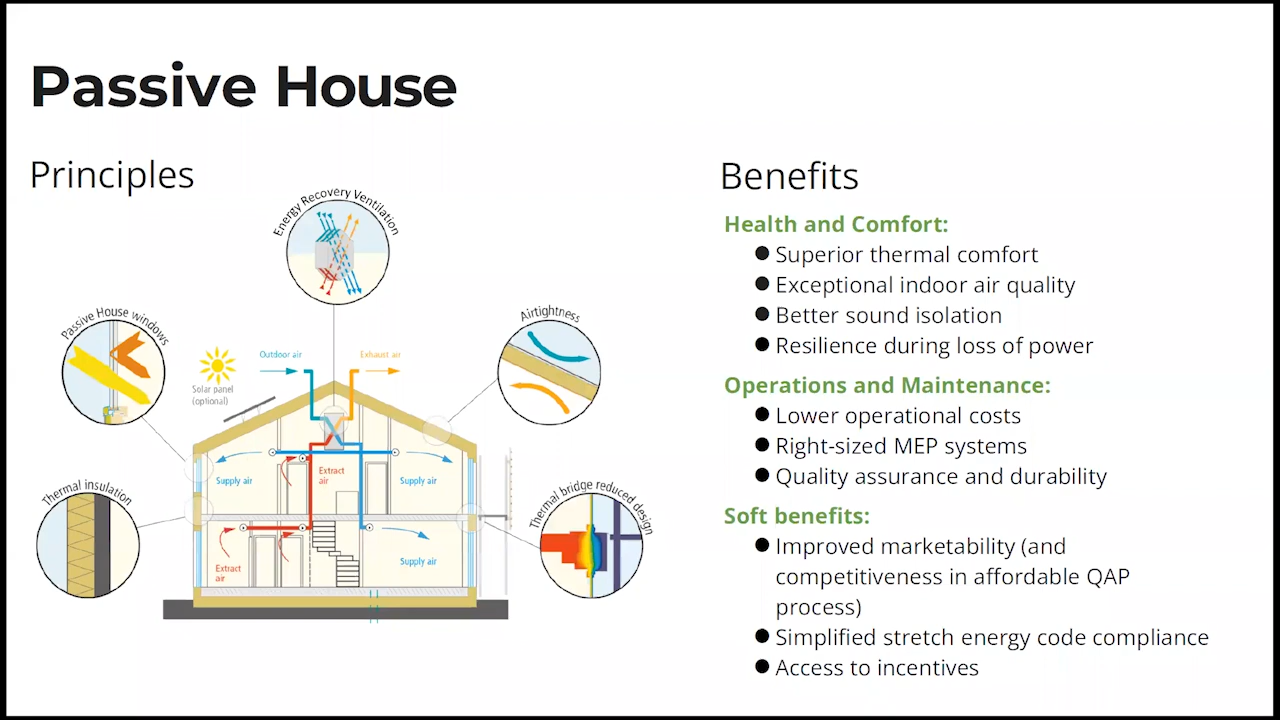 Passive House
Principles
Energy Recovery Ventilation
Passive House windows
Airtightness
Outdoor air
Exhaust air
Solar panel
(optional)
Supply air
Extract
air
Supply air
Thermal insulation
Thermal bridge reduced design
Extract
air
Supply air
Benefits
Health and Comfort:
● Superior thermal comfort
● Exceptional indoor air quality
● Better sound isolation
● Resilience during loss of power
Operations and Maintenance:
● Lower operational costs
● Right-sized MEP systems
● Quality assurance and durability
Soft benefits:
● Improved marketability (and
competitiveness in affordable QAP
process)
● Simplified stretch energy code compliance
● Access to incentives